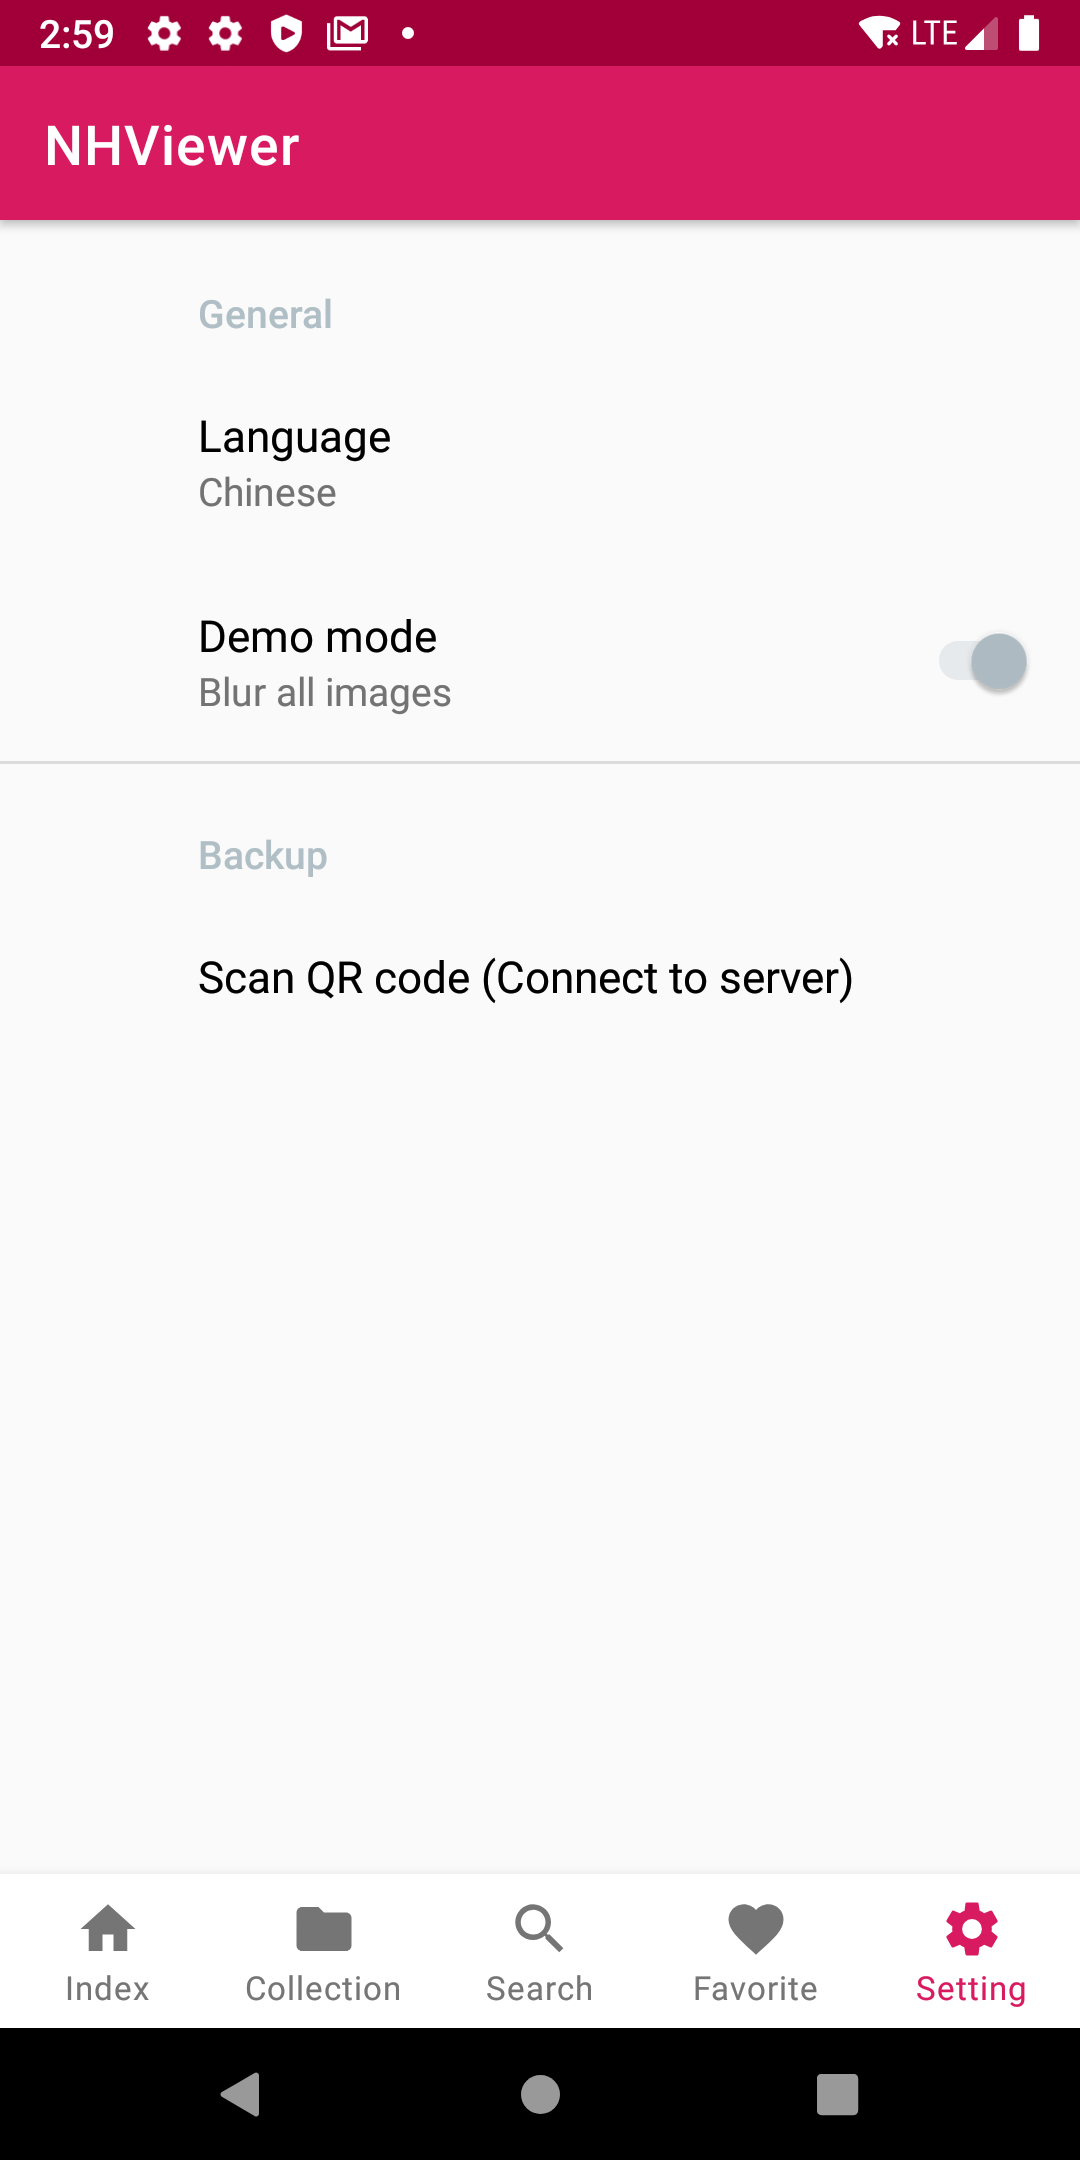 2:59 LTE
NHViewer
General
Language
Chinese
Demo mode
Blur all images
Backup
Scan QR code (Connect to server)
Index Collection Search Favorite Setting